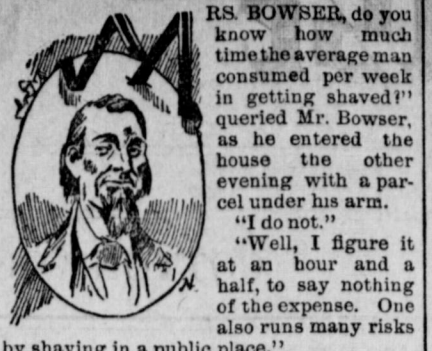 MRS. BOWSER, do you
know how much
time the average man
consumed per week
in getting shaved?"
queried Mr. Bowser,
as he entered the
house the other
evening with a par-
cel under his arm.
"I do not."
"Well, I figure it
at an hour and a
half, to say nothing
of the expense. One
also runs many risks
by shaving in a public place."
N.